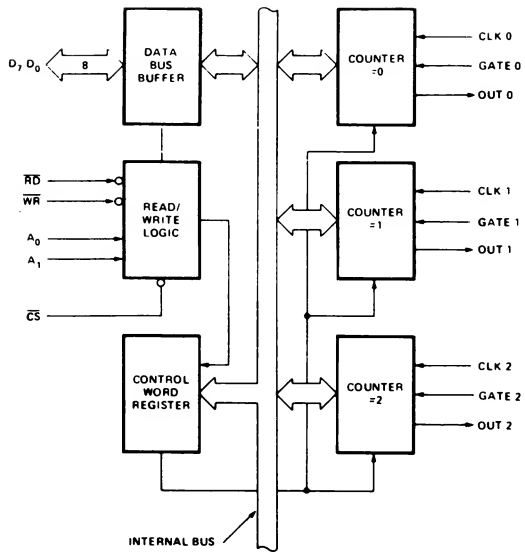 D7 D0
8
DATA
BUS
BUFFER
COUNTER
=0
CLK 0
GATE 0
OUT 0
RD
WR
A0
A1
CS
READ/
WRITE
LOGIC
COUNTER
=1
CLK 1
GATE 1
OUT 1
CONTROL
WORD
REGISTER
COUNTER
=2
CLK 2
GATE 2
OUT 2
INTERNAL BUS